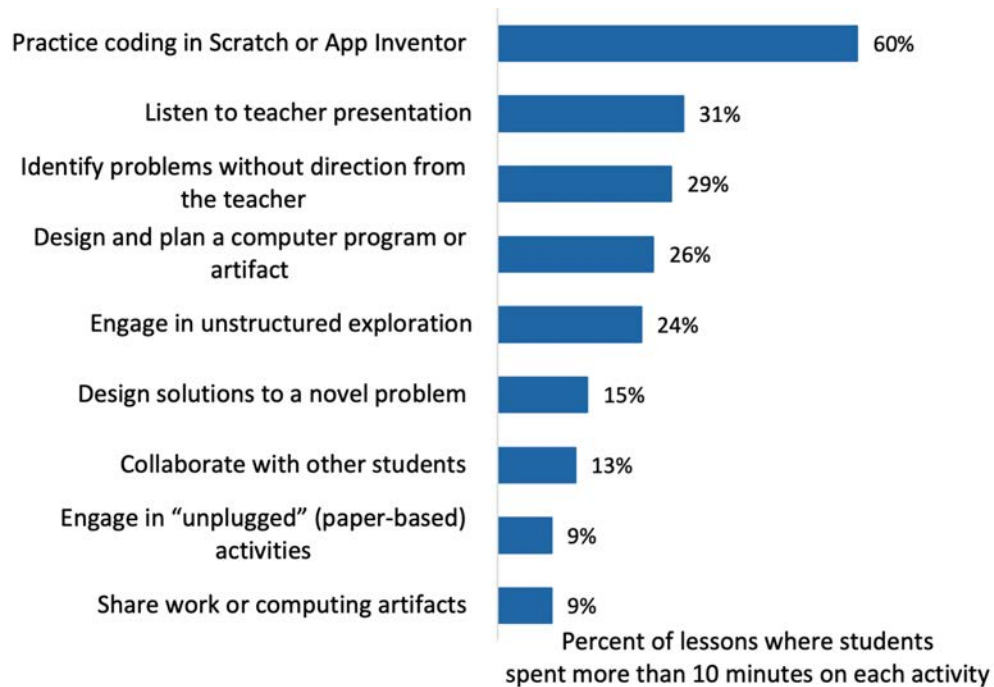 Practice coding in Scratch or App Inventor 60%
Listen to teacher presentation 31%
Identify problems without direction from
the teacher 29%
Design and plan a computer program or
artifact 26%
Engage in unstructured exploration 24%
Design solutions to a novel problem 15%
Collaborate with other students 13%
Engage in “unplugged” (paper-based)
activities 9%
Share work or computing artifacts 9%
Percent of lessons where students
spent more than 10 minutes on each activity